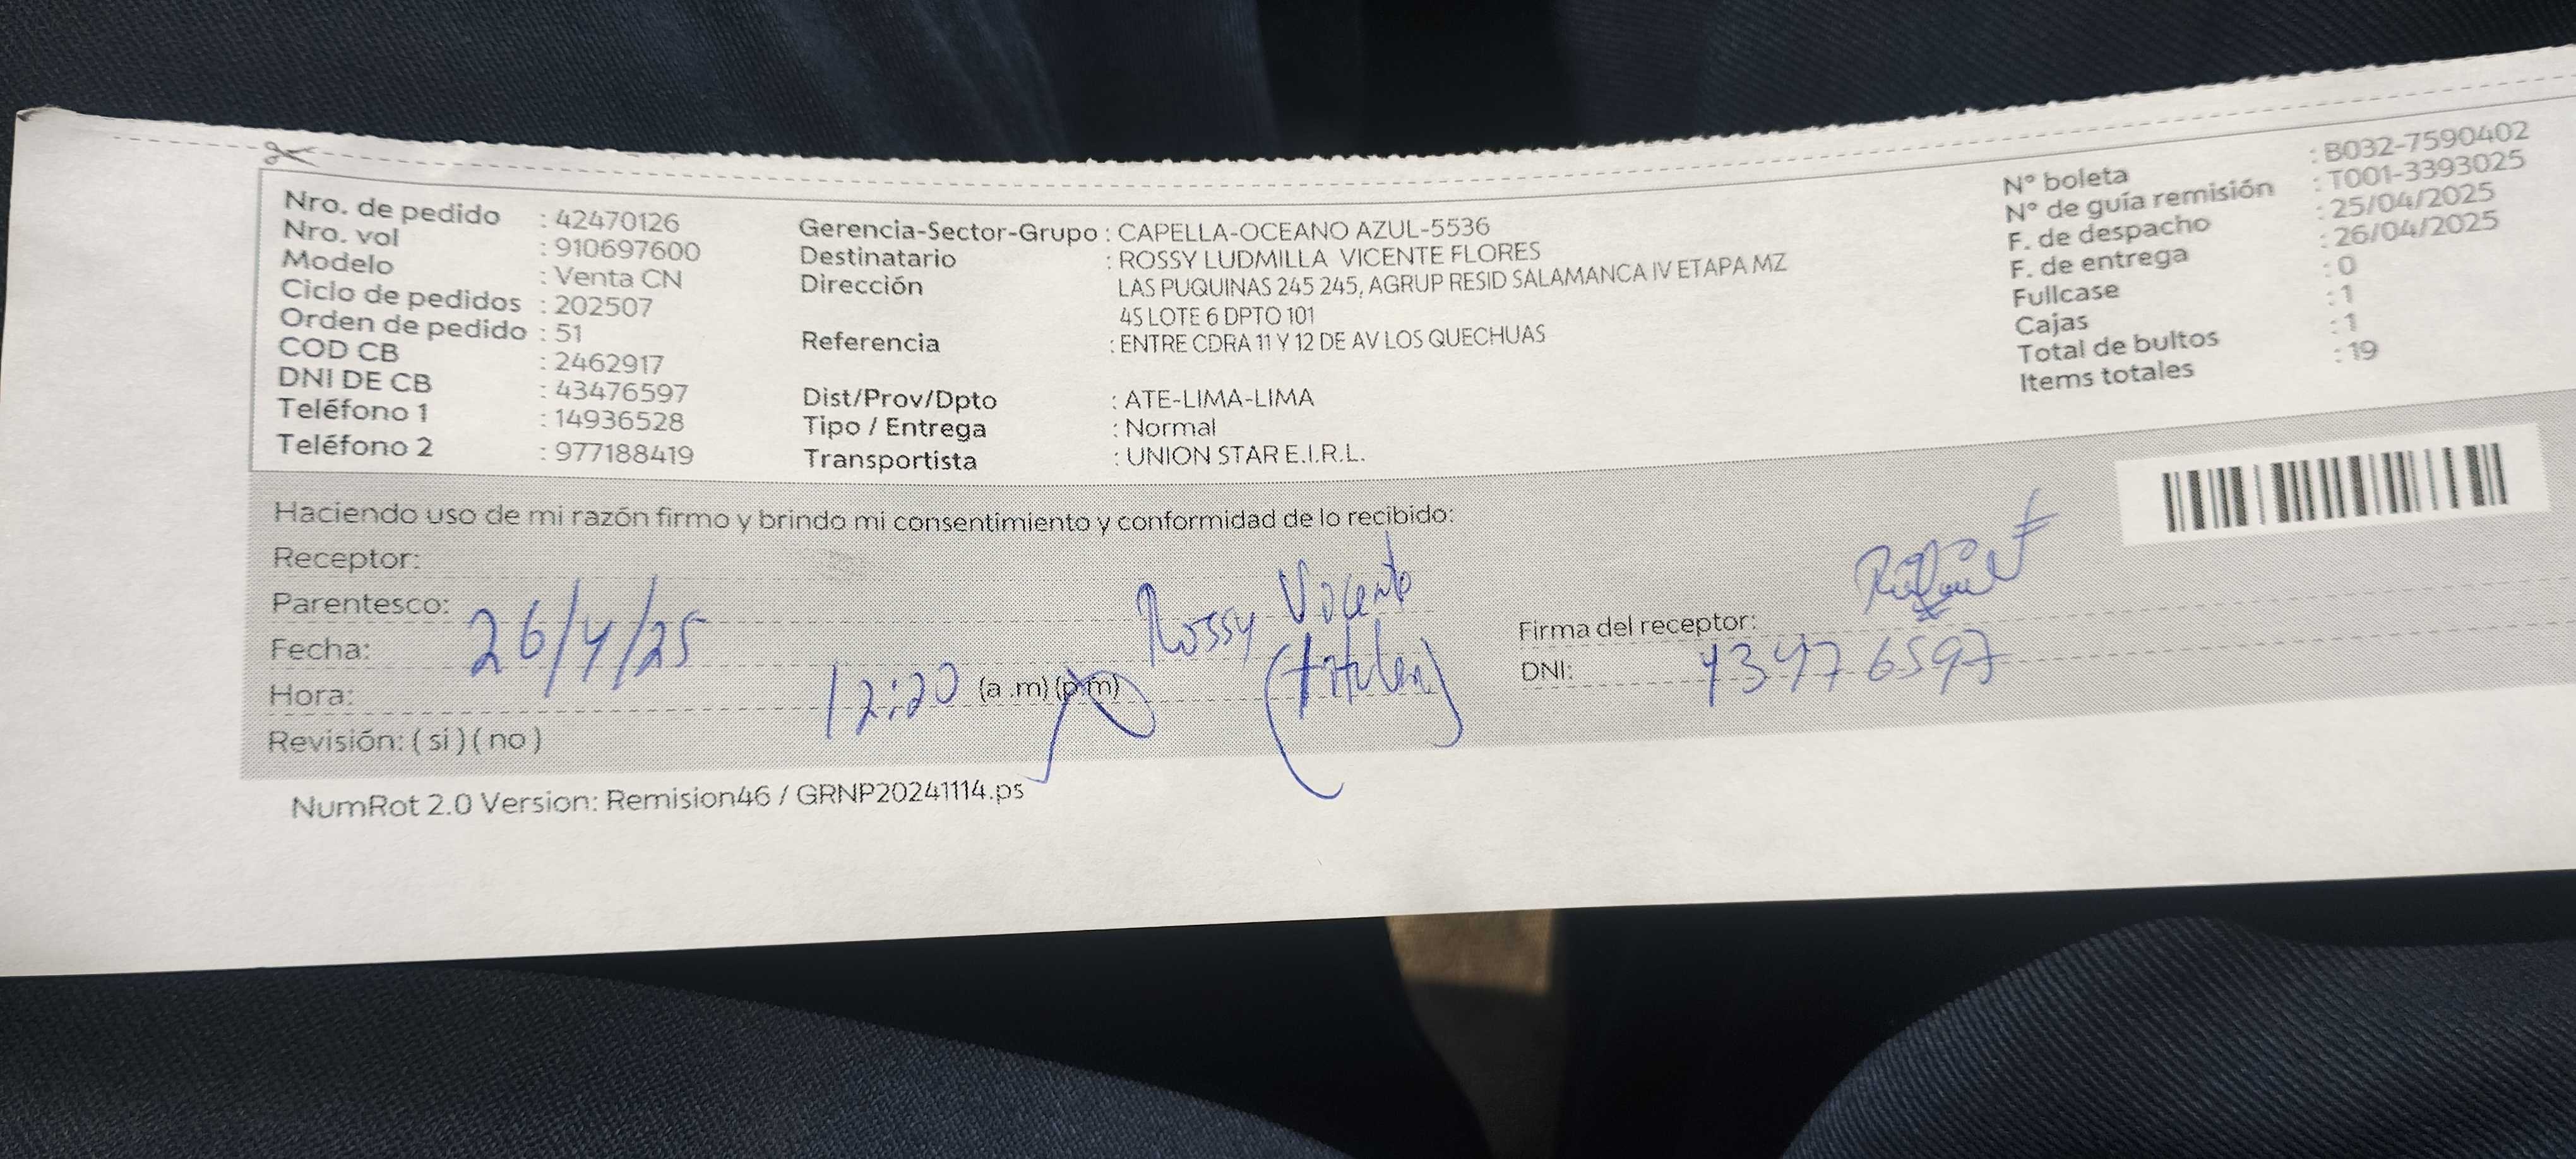 Nro. de pedido : 42470126
Nro. vol : 910697600
Modelo : Venta CN
Ciclo de pedidos : 202507
Orden de pedido : 51
COD CB : 2462917
DNI DE CB : 43476597
Teléfono 1 : 14936528
Teléfono 2 : 977188419
Gerencia-Sector-Grupo : CAPELLA-OCEANO AZUL-5536
Destinatario : ROSSY LUDMILLA VICENTE FLORES
Dirección LAS PUQUINAS 245 245, AGRUP RESID SALAMANCA IV ETAPA MZ
4S LOTE 6 DPTO 101
Referencia : ENTRE CDRA 11 Y 12 DE AV LOS QUECHUAS
Dist/Prov/Dpto : ATE-LIMA-LIMA
Tipo / Entrega : Normal
Transportista : UNION STAR E.I.R.L.
N° boleta : B032-7590402
N° de guía remisión : T001-3393025
F. de despacho : 25/04/2025
F. de entrega : 26/04/2025
Fullcase : 0
Cajas : 1
Total de bultos : 1
Items totales : 19
Haciendo uso de mi razón firmo y brindo mi consentimiento y conformidad de lo recibido:
Receptor:
Parentesco: Rossy Vicente
Fecha: 26/4/25
Hora: 12:20 (a .m) (p.m) (titular)
Revisión: ( si ) ( no )
Firma del receptor:
DNI: 43476597
NumRot 2.0 Version: Remision46 / GRNP20241114.ps